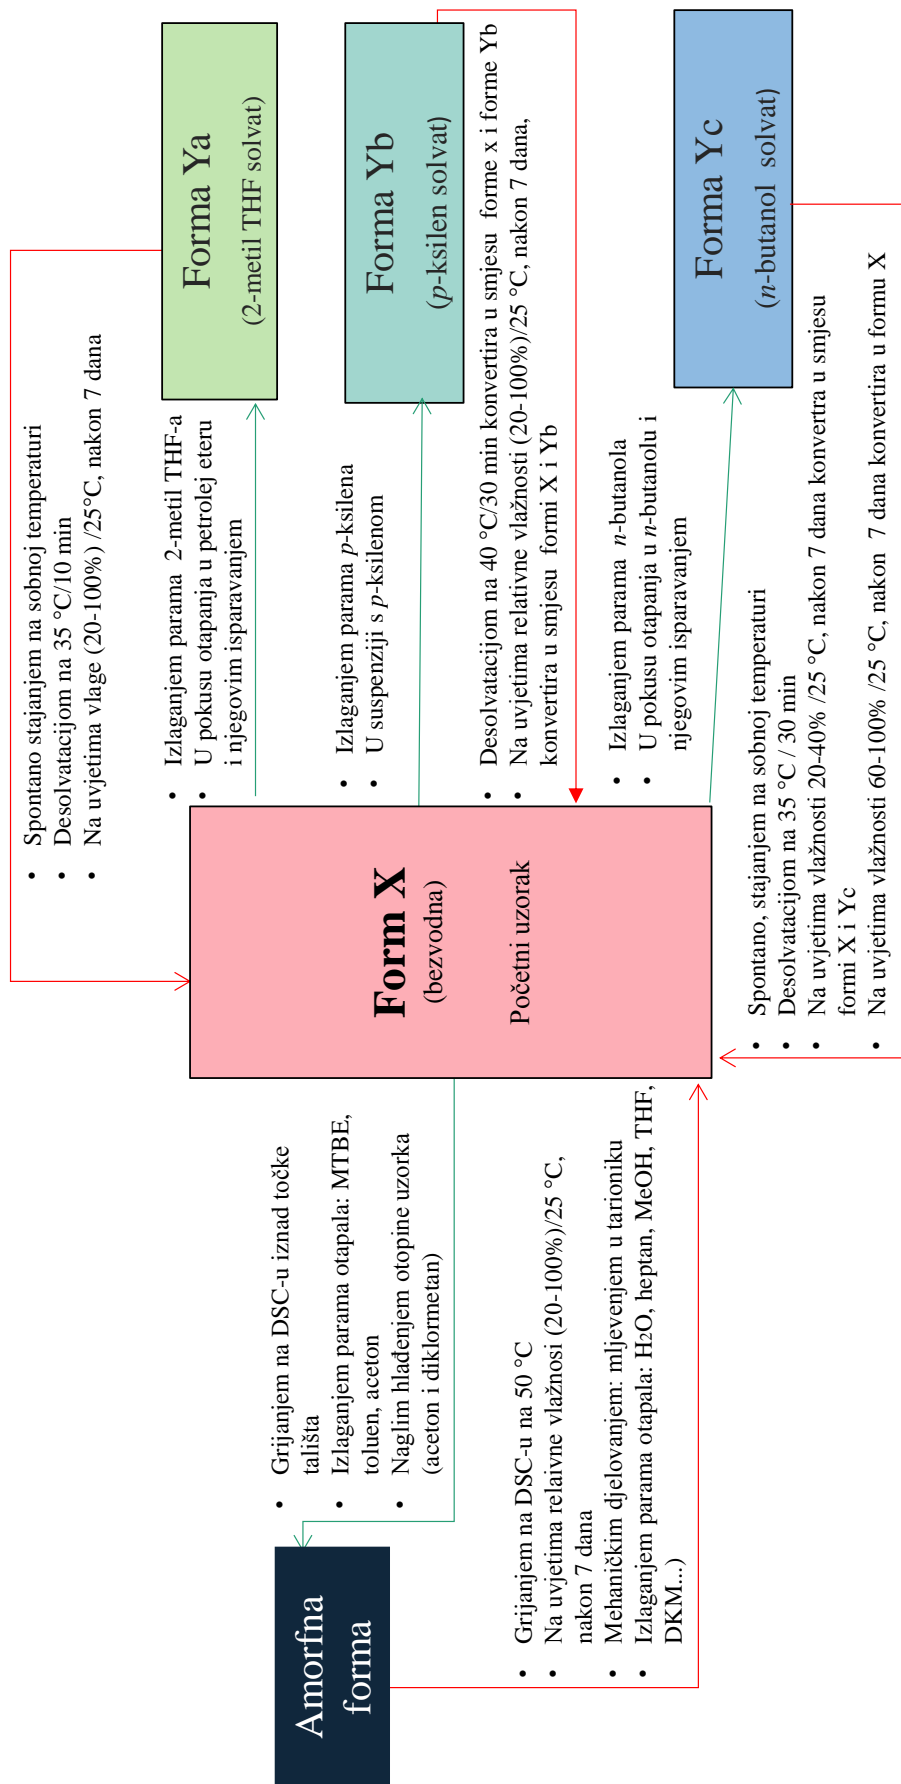 Amorfna
forma
• Grijanjem na DSC-u iznad točke
tališta
• Izlaganjem parama otapala: MTBE,
toluen, aceton
• Naglim hlađenjem otopine uzorka
(aceton i diklormetan)
• Grijanjem na DSC-u na 50 °C
• Na uvjetima relaivne vlažnosi (20-100%)/25 °C,
nakon 7 dana
• Mehaničkim djelovanjem: mljevenjem u tarioniku
• Izlaganjem parama otapala: H2O, heptan, MeOH, THF,
DKM...)
Form X
(bezvodna)
Početni uzorak
• Spontano stajanjem na sobnoj temperaturi
• Desolvatacijom na 35 °C/10 min
• Na uvjetima vlage (20-100%) /25°C, nakon 7 dana
• Izlaganjem parama 2-metil THF-a
• U pokusu otapanja u petrolej eteru
i njegovim isparavanjem
Forma Ya
(2-metil THF solvat)
• Izlaganjem parama p-ksilena
• U suspenziji s p-ksilenom
Forma Yb
(p-ksilen solvat)
• Desolvatacijom na 40 °C/30 min konvertira u smjesu forme x i forme Yb
• Na uvjetima relativne vlažnosti (20-100%)/25 °C, nakon 7 dana,
konvertira u smjesu formi X i Yb
• Izlaganjem parama n-butanola
• U pokusu otapanja u n-butanolu i
njegovim isparavanjem
Forma Yc
(n-butanol solvat)
• Spontano, stajanjem na sobnoj temperaturi
• Desolvatacijom na 35 °C / 30 min
• Na uvjetima vlažnosti 20-40% /25 °C, nakon 7 dana konvertra u smjesu
formi X i Yc
• Na uvjetima vlažnosti 60-100% /25 °C, nakon 7 dana konvertira u formu X